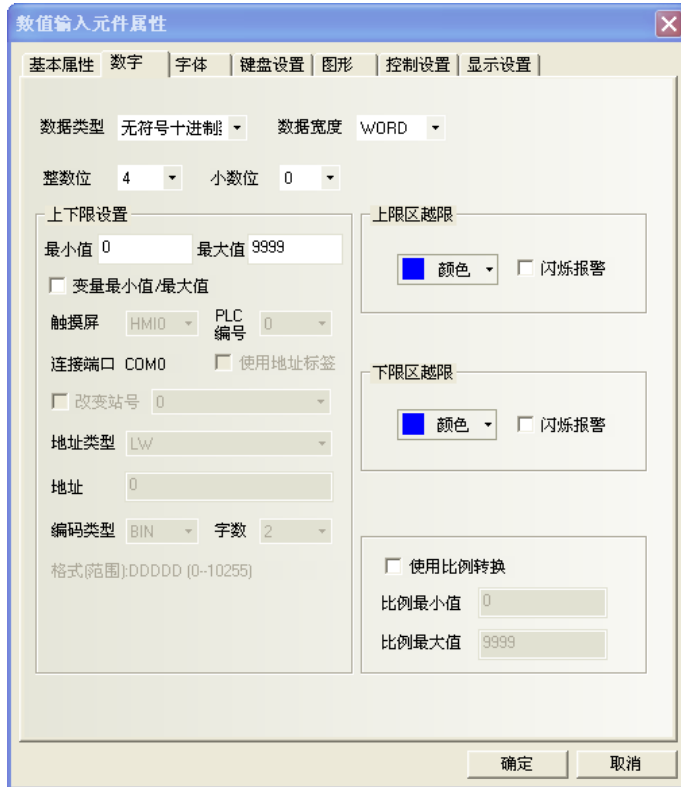 数值输入元件属性
基本属性 数字 字体 键盘设置 图形 控制设置 显示设置
数据类型 无符号十进制 数据宽度 WORD
整数位 4 小数位 0
上下限设置
最小值 0 最大值 9999
变量最小值/最大值
触摸屏 HMI0 PLC编号 0
连接端口 COM0 使用地址标签
改变站号 0
地址类型 LW
地址 0
编码类型 BIN 字数 2
格式(范围):DDDDD (0--10255)
上限区越限
颜色 闪烁报警
下限区越限
颜色 闪烁报警
使用比例转换
比例最小值 0
比例最大值 9999
确定 取消